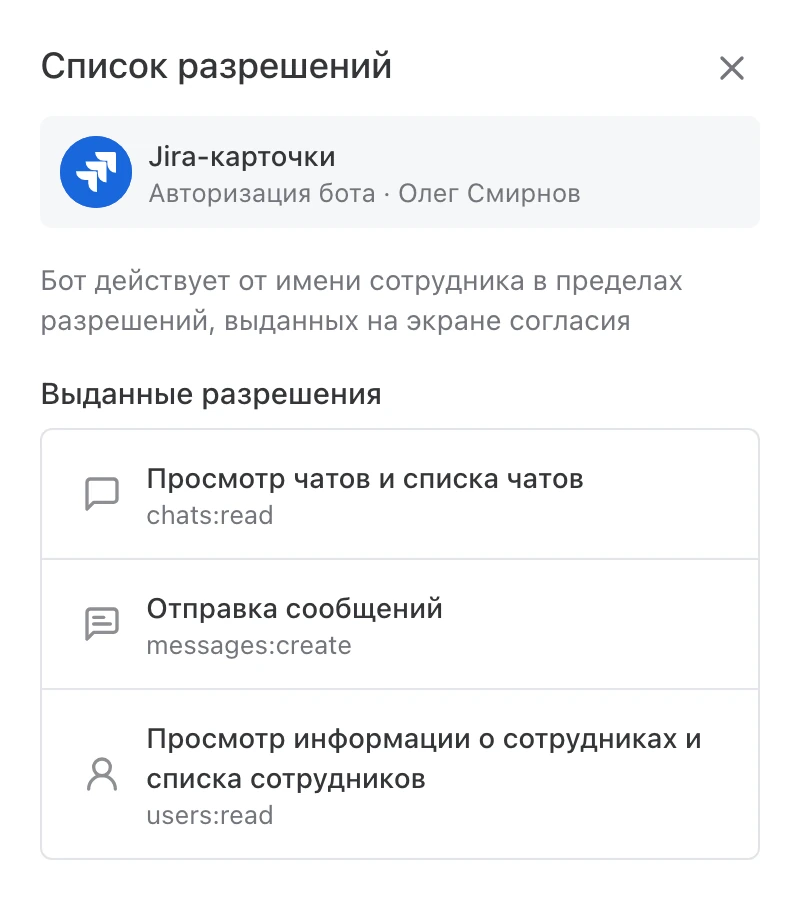 Список разрешений
Jira-карточки
Авторизация бота · Олег Смирнов
Бот действует от имени сотрудника в пределах
разрешений, выданных на экране согласия
Выданные разрешения
Просмотр чатов и списка чатов
chats:read
Отправка сообщений
messages:create
Просмотр информации о сотрудниках и
списка сотрудников
users:read